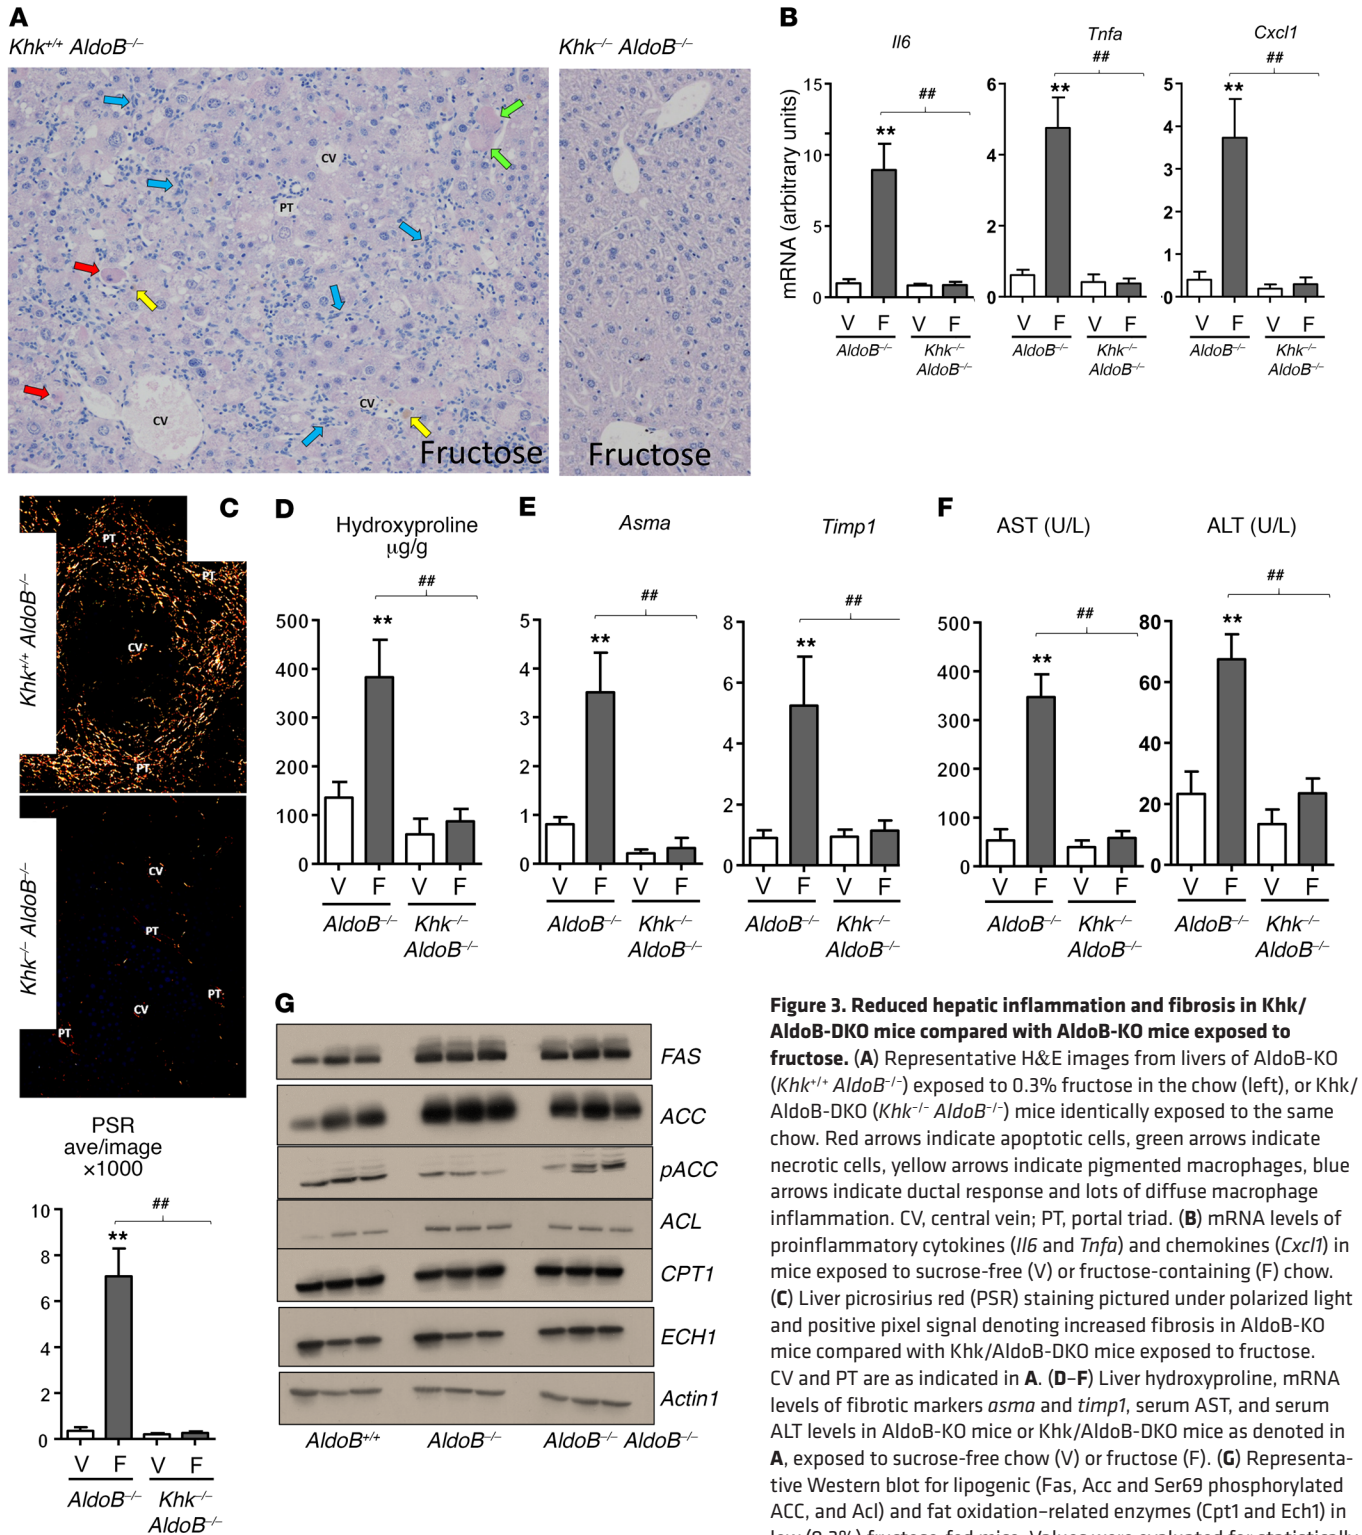 A
Khk+/+ AldoB–/–
Khk–/– AldoB–/–
CV
PT
CV
CV
Fructose
Fructose
B
Il6
Tnfa
Cxcl1
mRNA (arbitrary units)
15
10
5
0
6
4
2
0
5
4
3
2
1
0
**
##
**
##
**
##
V F V F
AldoB–/– Khk–/– AldoB–/–
V F V F
AldoB–/– Khk–/– AldoB–/–
V F V F
AldoB–/– Khk–/– AldoB–/–
C
Khk+/+ AldoB–/–
PT
PT
CV
PT
Khk–/– AldoB–/–
CV
PT
PT
CV
PT
PSR
ave/image
×1000
10
8
6
4
2
0
**
##
V F V F
AldoB–/– Khk–/–
AldoB–/–
D
Hydroxyproline
µg/g
500
400
300
200
100
0
**
##
V F V F
AldoB–/– Khk–/–
AldoB–/–
E
Asma
5
4
3
2
1
0
**
##
V F V F
AldoB–/– Khk–/–
AldoB–/–
Timp1
8
6
4
2
0
**
##
V F V F
AldoB–/– Khk–/–
AldoB–/–
F
AST (U/L)
500
400
300
200
100
0
**
##
V F V F
AldoB–/– Khk–/–
AldoB–/–
ALT (U/L)
80
60
40
20
0
**
##
V F V F
AldoB–/– Khk–/–
AldoB–/–
G
FAS
ACC
pACC
ACL
CPT1
ECH1
Actin1
AldoB+/+ AldoB–/– AldoB–/– AldoB–/–
Figure 3. Reduced hepatic inflammation and fibrosis in Khk/
AldoB-DKO mice compared with AldoB-KO mice exposed to
fructose. (A) Representative H&E images from livers of AldoB-KO
(Khk+/+ AldoB–/–) exposed to 0.3% fructose in the chow (left), or Khk/
AldoB-DKO (Khk–/– AldoB–/–) mice identically exposed to the same
chow. Red arrows indicate apoptotic cells, green arrows indicate
necrotic cells, yellow arrows indicate pigmented macrophages, blue
arrows indicate ductal response and lots of diffuse macrophage
inflammation. CV, central vein; PT, portal triad. (B) mRNA levels of
proinflammatory cytokines (Il6 and Tnfa) and chemokines (Cxcl1) in
mice exposed to sucrose-free (V) or fructose-containing (F) chow.
(C) Liver picrosirius red (PSR) staining pictured under polarized light
and positive pixel signal denoting increased fibrosis in AldoB-KO
mice compared with Khk/AldoB-DKO mice exposed to fructose.
CV and PT are as indicated in A. (D–F) Liver hydroxyproline, mRNA
levels of fibrotic markers asma and timp1, serum AST, and serum
ALT levels in AldoB-KO mice or Khk/AldoB-DKO mice as denoted in
A, exposed to sucrose-free chow (V) or fructose (F). (G) Representa-
tive Western blot for lipogenic (Fas, Acc and Ser69 phosphorylated
ACC, and Acl) and fat oxidation–related enzymes (Cpt1 and Ech1) in
low (0.3%) fructose-fed mice. Values were evaluated for statistically